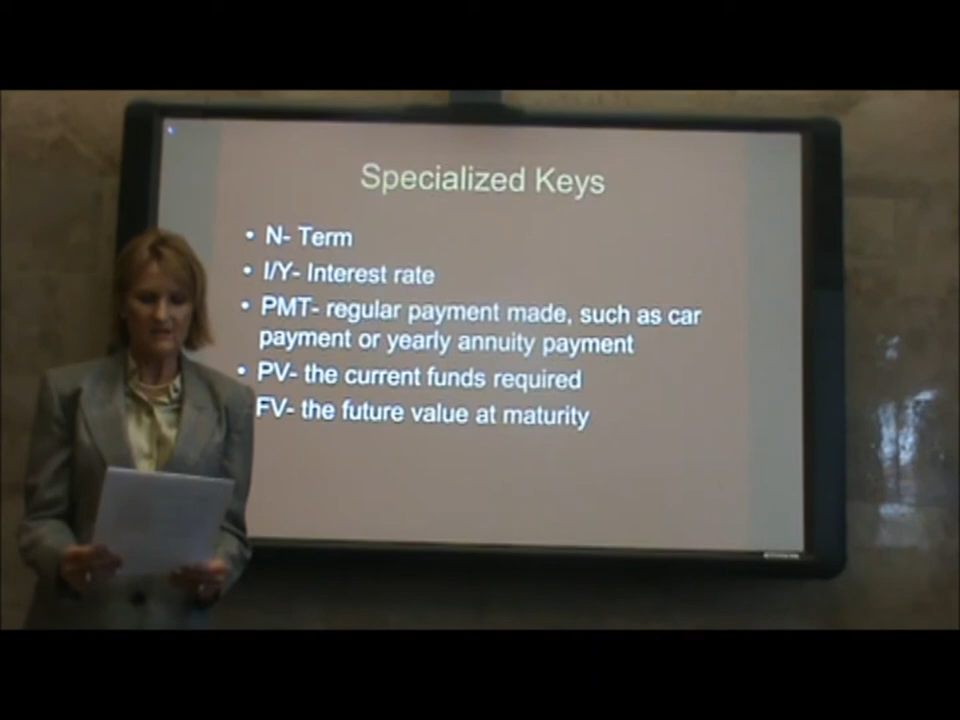 Specialized Keys
• N- Term
• I/Y- Interest rate
• PMT- regular payment made, such as car
payment or yearly annuity payment
• PV- the current funds required
FV- the future value at maturity